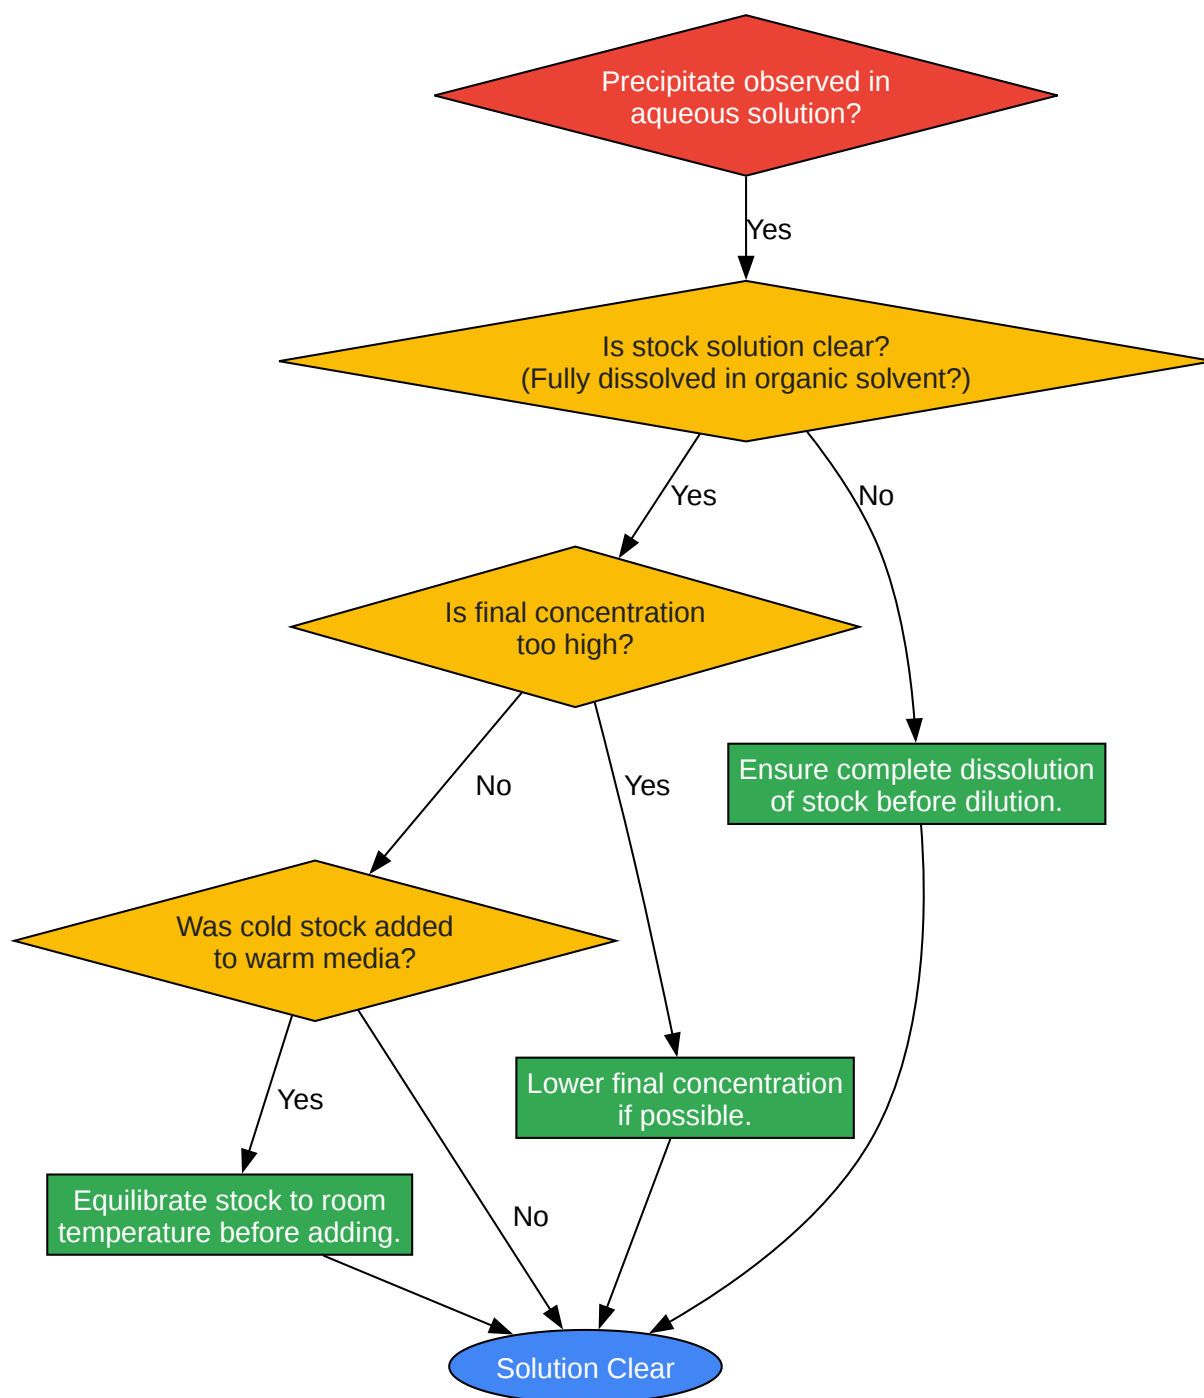 Precipitate observed in
aqueous solution?
Yes
Is stock solution clear?
(Fully dissolved in organic solvent?)
Yes
No
Is final concentration
too high?
No
Yes
Ensure complete dissolution
of stock before dilution.
Was cold stock added
to warm media?
Yes
Lower final concentration
if possible.
Equilibrate stock to room
temperature before adding.
No
Solution Clear